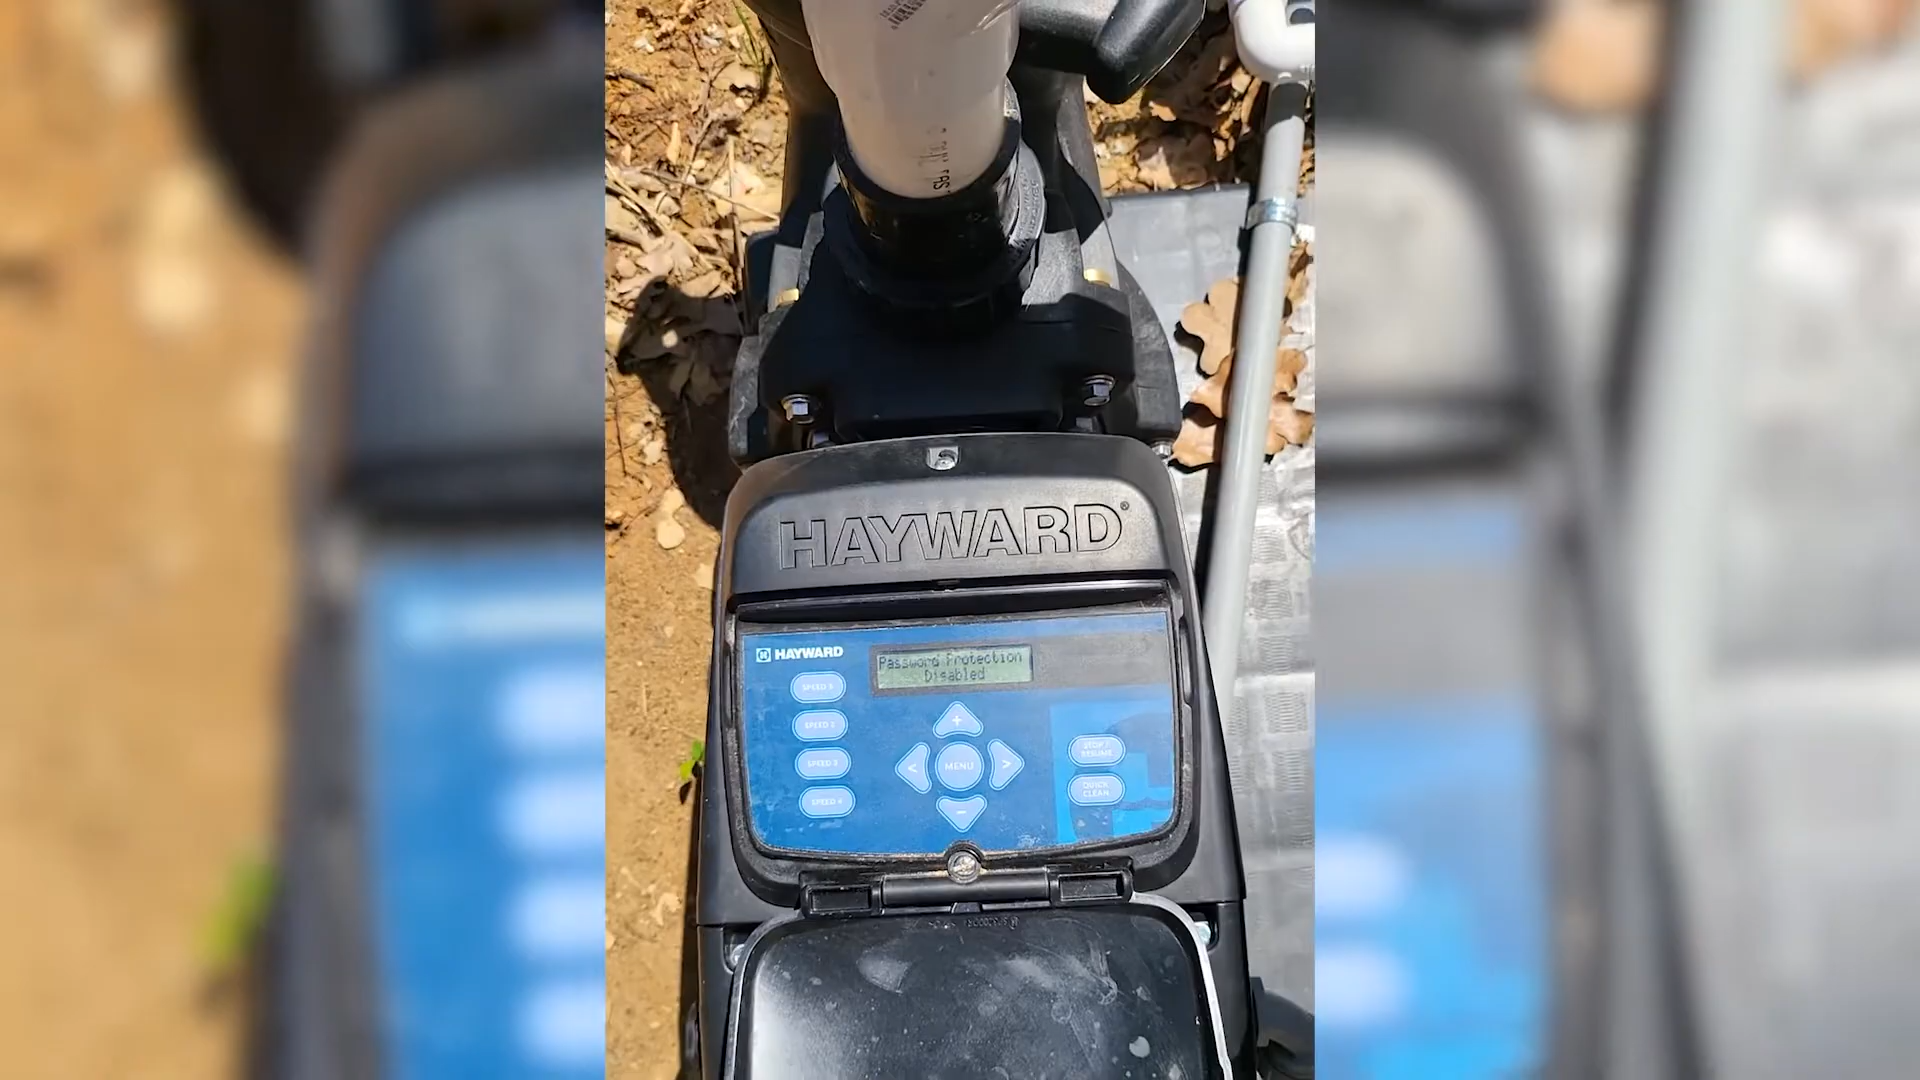 HAYWARD®
HAYWARD
Password Protection
Disabled
SPEED 1
SPEED 2
SPEED 3
SPEED 4
+
<
MENU
>
−
STOP/
RESUME
QUICK
CLEAN